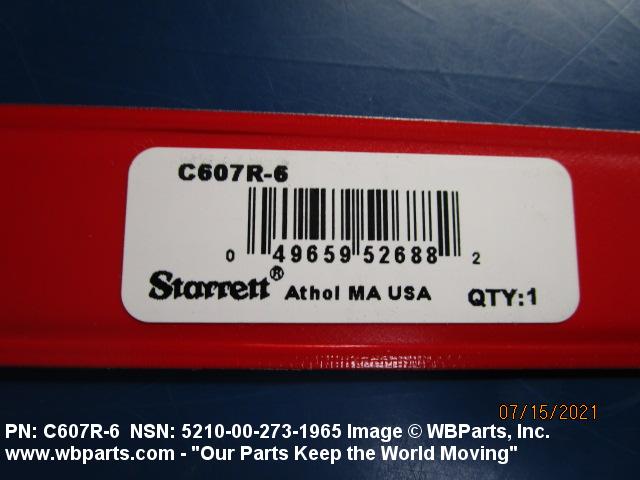 C607R-6
0 49659 52688 2
Starrett® Athol MA USA QTY:1
07/15/2021
PN: C607R-6 NSN: 5210-00-273-1965 Image © WBParts, Inc.
www.wbparts.com - "Our Parts Keep the World Moving"